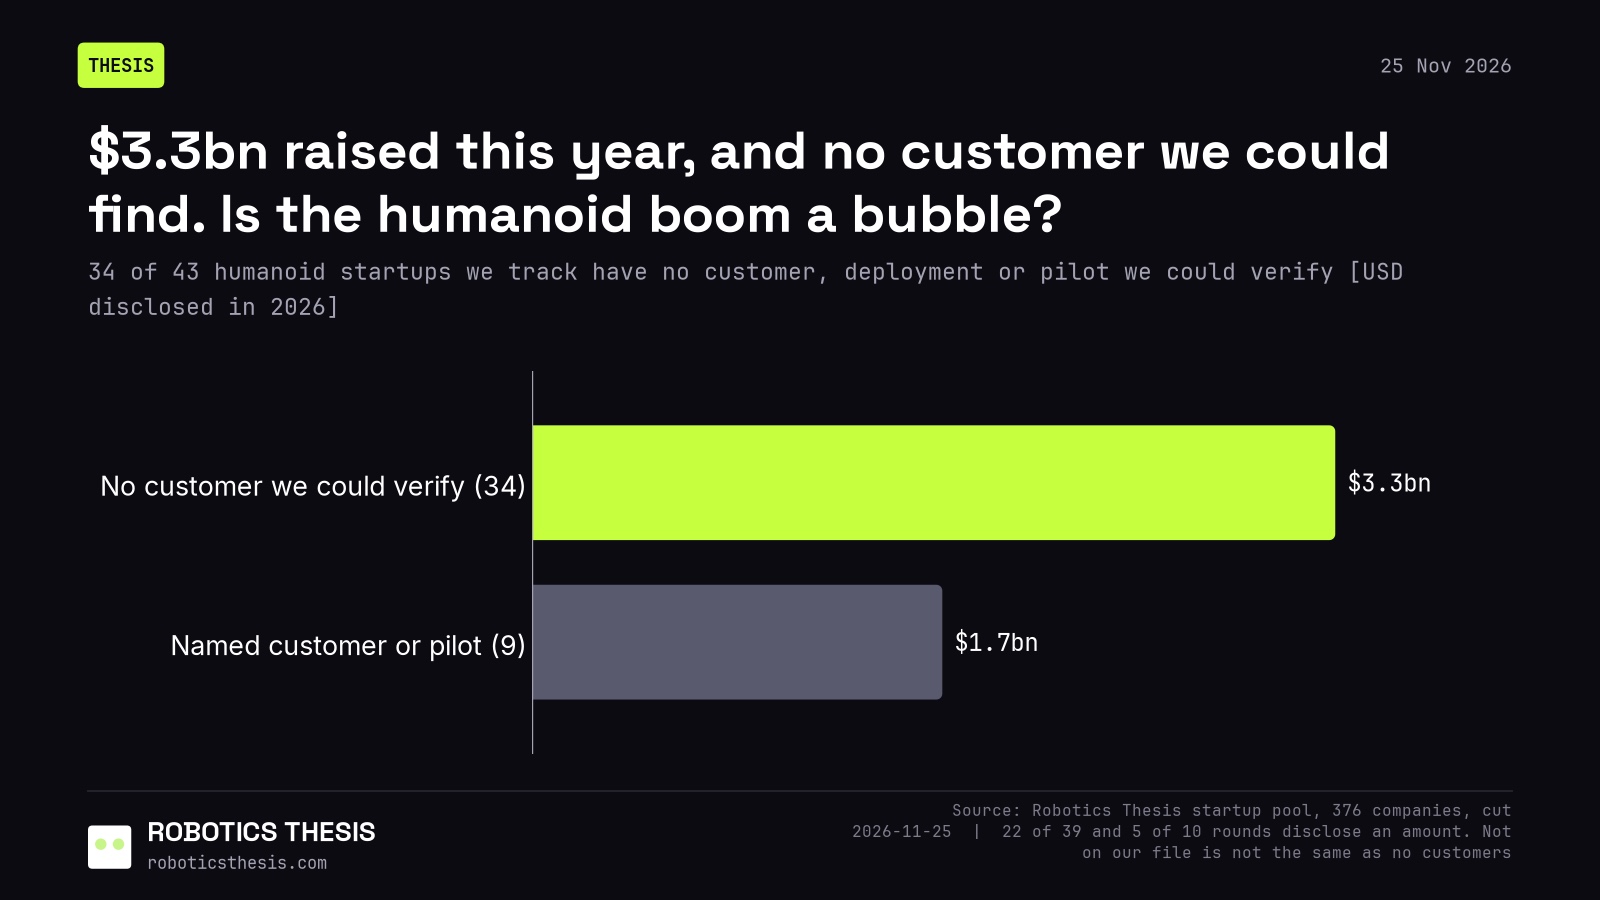 THESIS
25 Nov 2026
$3.3bn raised this year, and no customer we could
find. Is the humanoid boom a bubble?
34 of 43 humanoid startups we track have no customer, deployment or pilot we could verify [USD
disclosed in 2026]
No customer we could verify (34)
$3.3bn
Named customer or pilot (9)
$1.7bn
ROBOTICS THESIS
roboticsthesis.com
Source: Robotics Thesis startup pool, 376 companies, cut
2026-11-25 | 22 of 39 and 5 of 10 rounds disclose an amount. Not
on our file is not the same as no customers